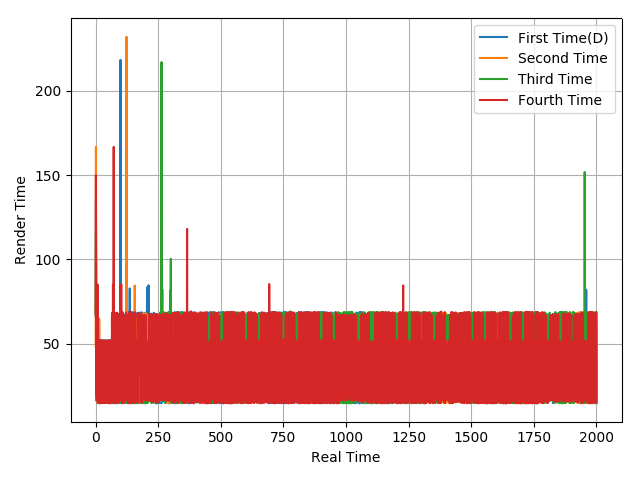 First Time(D)
Second Time
Third Time
Fourth Time
200
150
100
50
Render Time
0 250 500 750 1000 1250 1500 1750 2000
Real Time